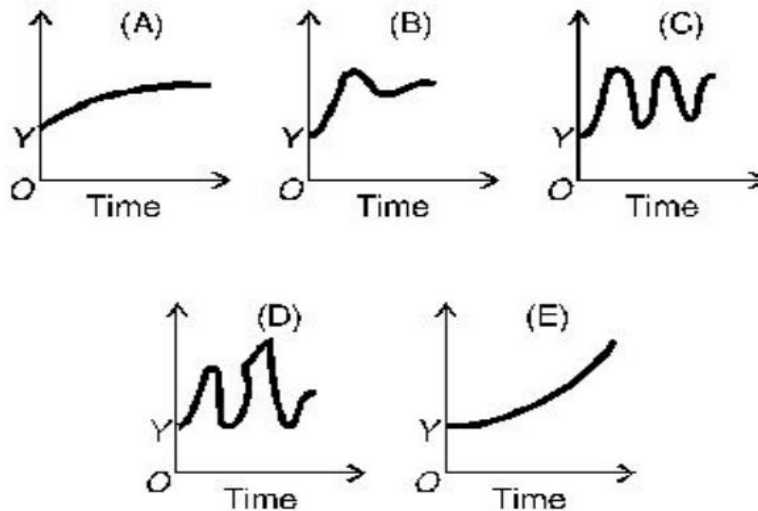 (A) (B) (C)
Y Y Y
O O O
Time Time Time
(D) (E)
Y Y
O O
Time Time